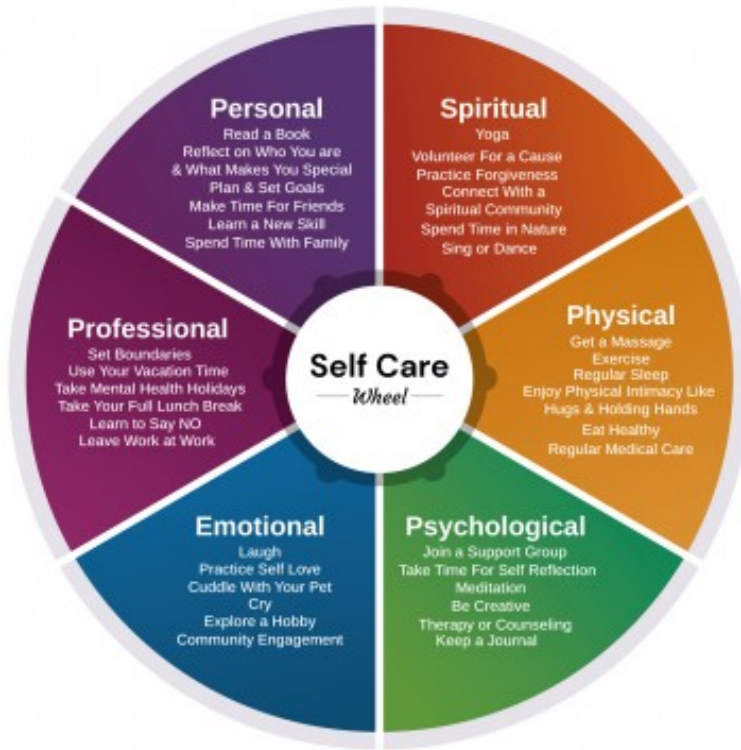 Personal
Read a Book
Reflect on Who You are
& What Makes You Special
Plan & Set Goals
Make Time For Friends
Learn a New Skill
Spend Time With Family
Spiritual
Yoga
Volunteer For a Cause
Practice Forgiveness
Connect With a
Spiritual Community
Spend Time in Nature
Sing or Dance
Professional
Set Boundaries
Use Your Vacation Time
Take Mental Health Holidays
Take Your Full Lunch Break
Learn to Say NO
Leave Work at Work
Self Care
Wheel
Physical
Get a Massage
Exercise
Regular Sleep
Enjoy Physical Intimacy Like
Hugs & Holding Hands
Eat Healthy
Regular Medical Care
Emotional
Laugh
Practice Self Love
Cuddle With Your Pet
Cry
Explore a Hobby
Community Engagement
Psychological
Join a Support Group
Take Time For Self Reflection
Meditation
Be Creative
Therapy or Counseling
Keep a Journal